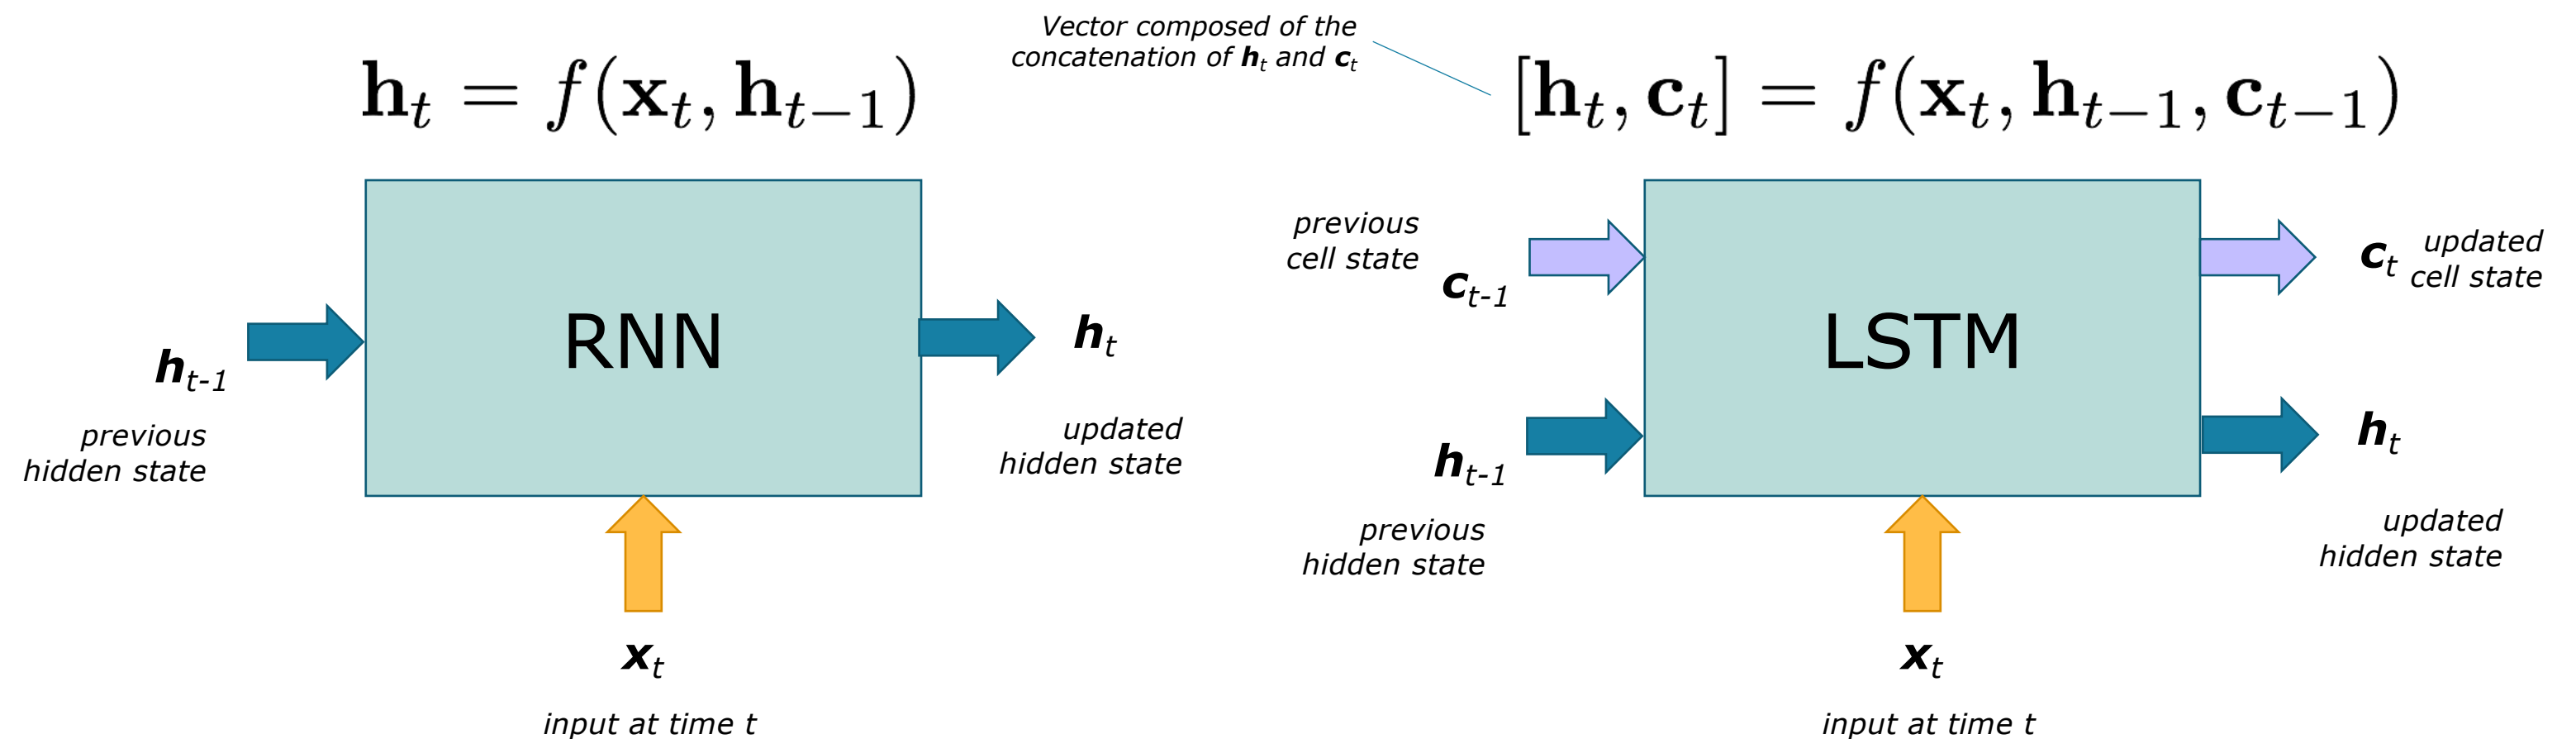 Vector composed of the
concatenation of h_t and c_t
h_t = f(x_t, h_{t−1})
[h_t, c_t] = f(x_t, h_{t−1}, c_{t−1})
RNN
h_{t-1}
previous
hidden state
h_t
updated
hidden state
x_t
input at time t
LSTM
previous
cell state
c_{t-1}
c_t
updated
cell state
h_{t-1}
previous
hidden state
h_t
updated
hidden state
x_t
input at time t